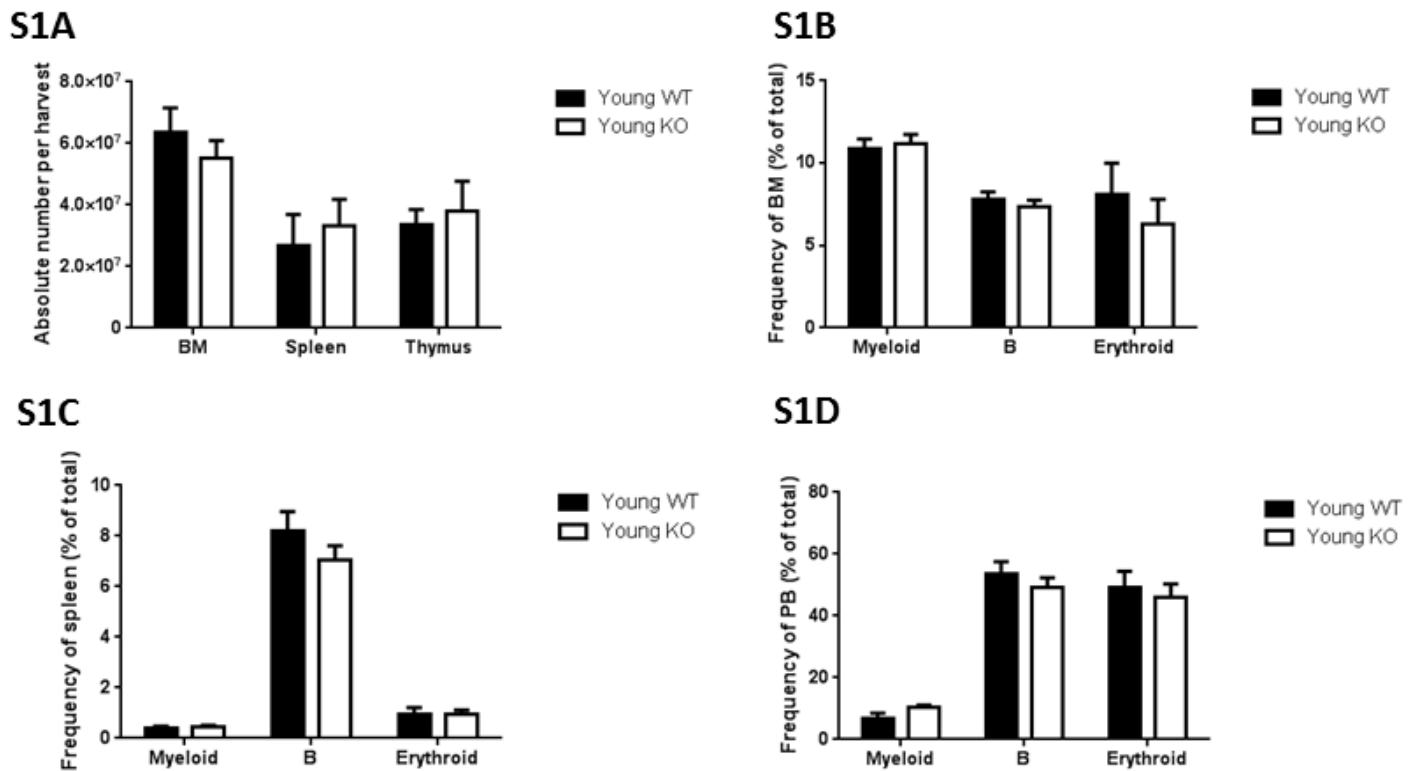 S1A
Absolute number per harvest
8.0×10⁷
6.0×10⁷
4.0×10⁷
2.0×10⁷
0
BM Spleen Thymus
Young WT
Young KO
S1B
Frequency of BM (% of total)
15
10
5
0
Myeloid B Erythroid
Young WT
Young KO
S1C
Frequency of spleen (% of total)
10
8
6
4
2
0
Myeloid B Erythroid
Young WT
Young KO
S1D
Frequency of PB (% of total)
80
60
40
20
0
Myeloid B Erythroid
Young WT
Young KO